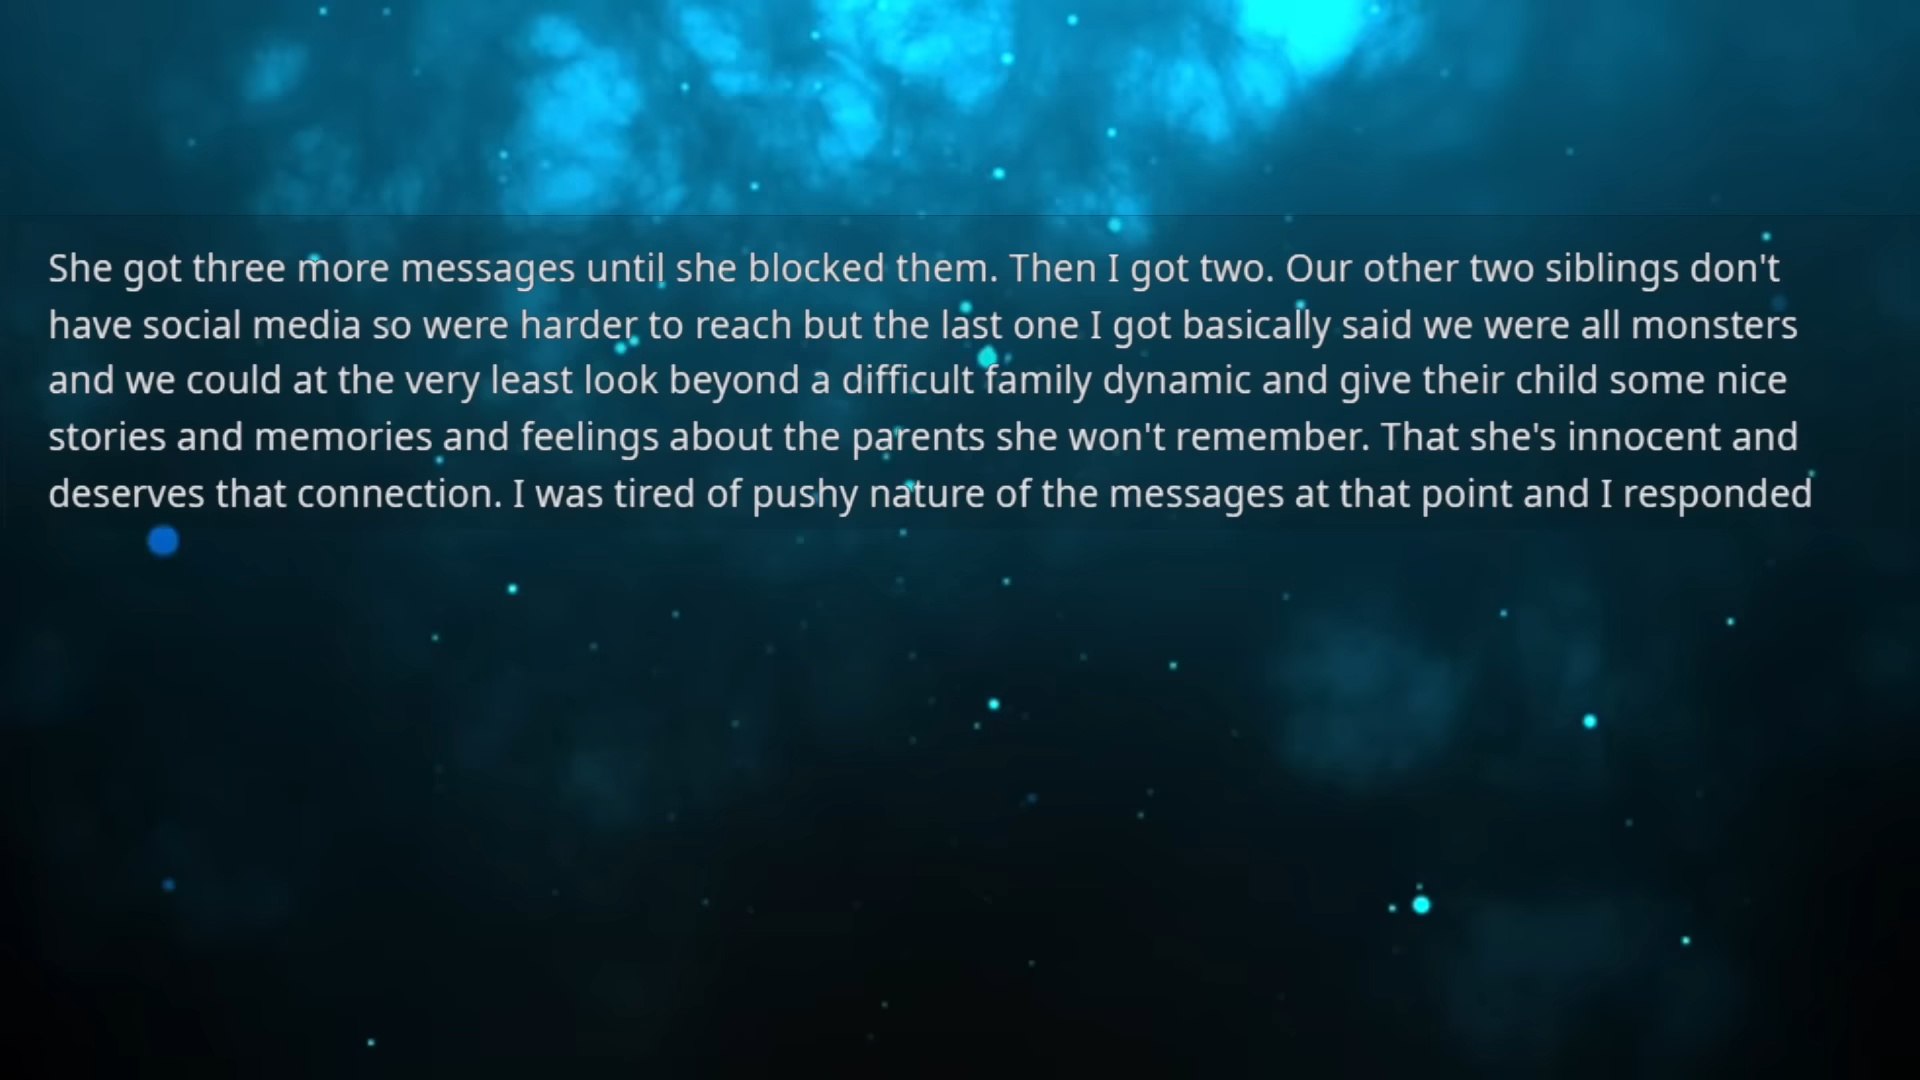 She got three more messages until she blocked them. Then I got two. Our other two siblings don't
have social media so were harder to reach but the last one I got basically said we were all monsters
and we could at the very least look beyond a difficult family dynamic and give their child some nice
stories and memories and feelings about the parents she won't remember. That she's innocent and
deserves that connection. I was tired of pushy nature of the messages at that point and I responded